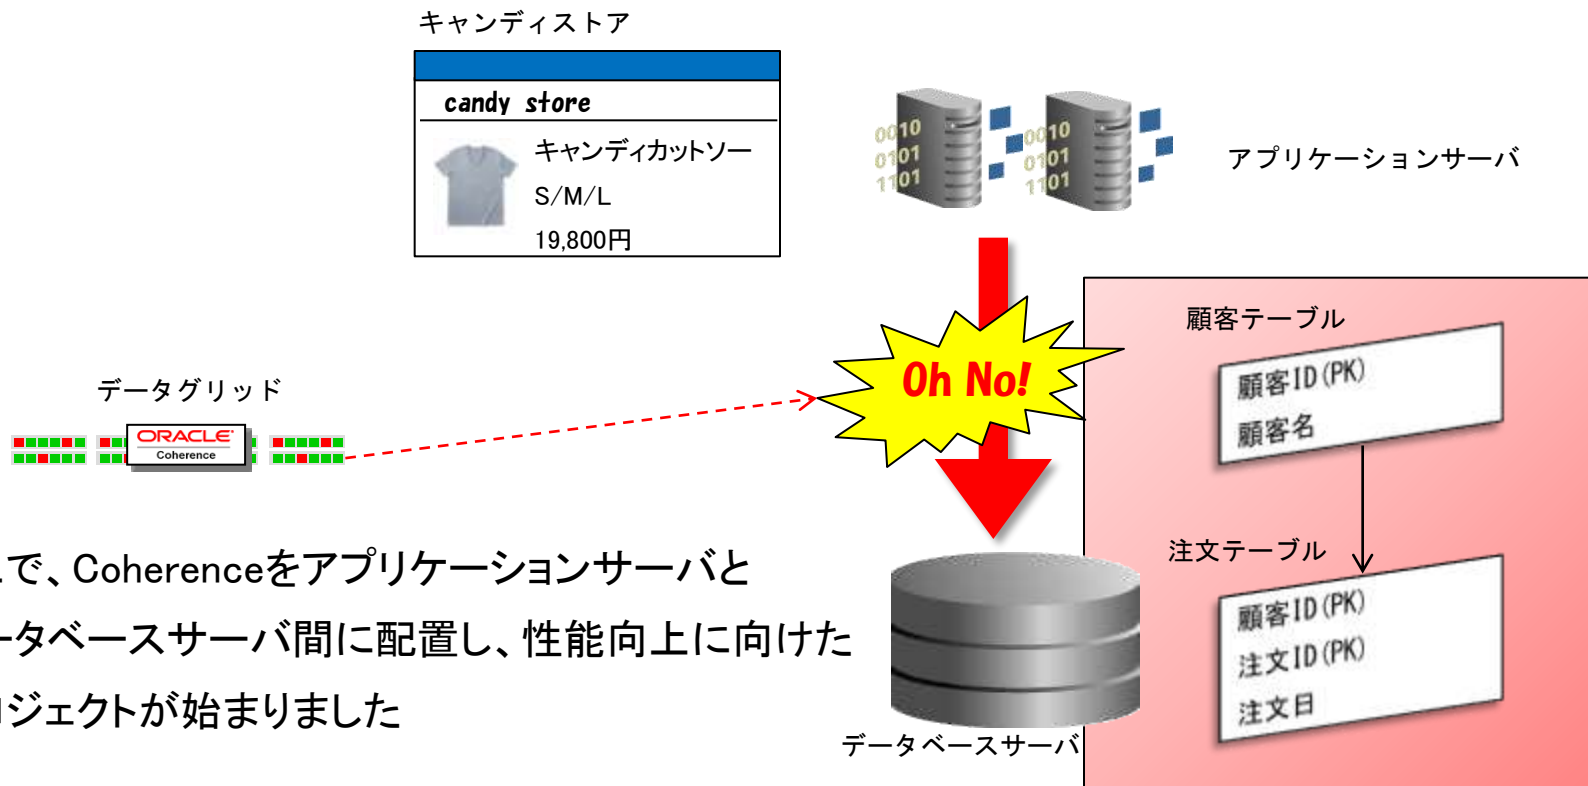 キャンディストア
candy store
キャンディカットソー
S/M/L
19,800円
0010
0101
1101
0010
0101
1101
アプリケーションサーバ
Oh No!
顧客テーブル
顧客ID(PK)
顧客名
データグリッド
ORACLE
Coherence
注文テーブル
顧客ID(PK)
注文ID(PK)
注文日
で、Coherenceをアプリケーションサーバと
ータベースサーバ間に配置し、性能向上に向けた
ロジェクトが始まりました
データベースサーバ